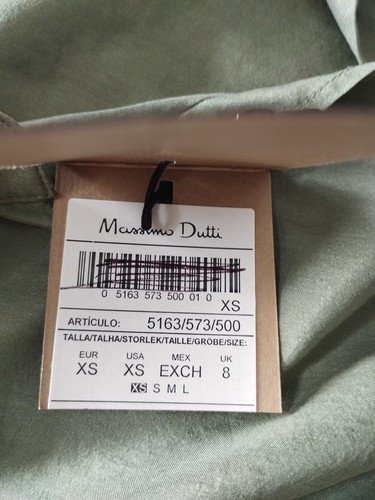 Massimo Dutti
0 5163 573 500 01 0
XS
ARTÍCULO: 5163/573/500
TALLA/TALHA/STORLEK/TAILLE/GRÖBE/SIZE:
EUR USA MEX UK
XS XS EXCH 8
XS S M L